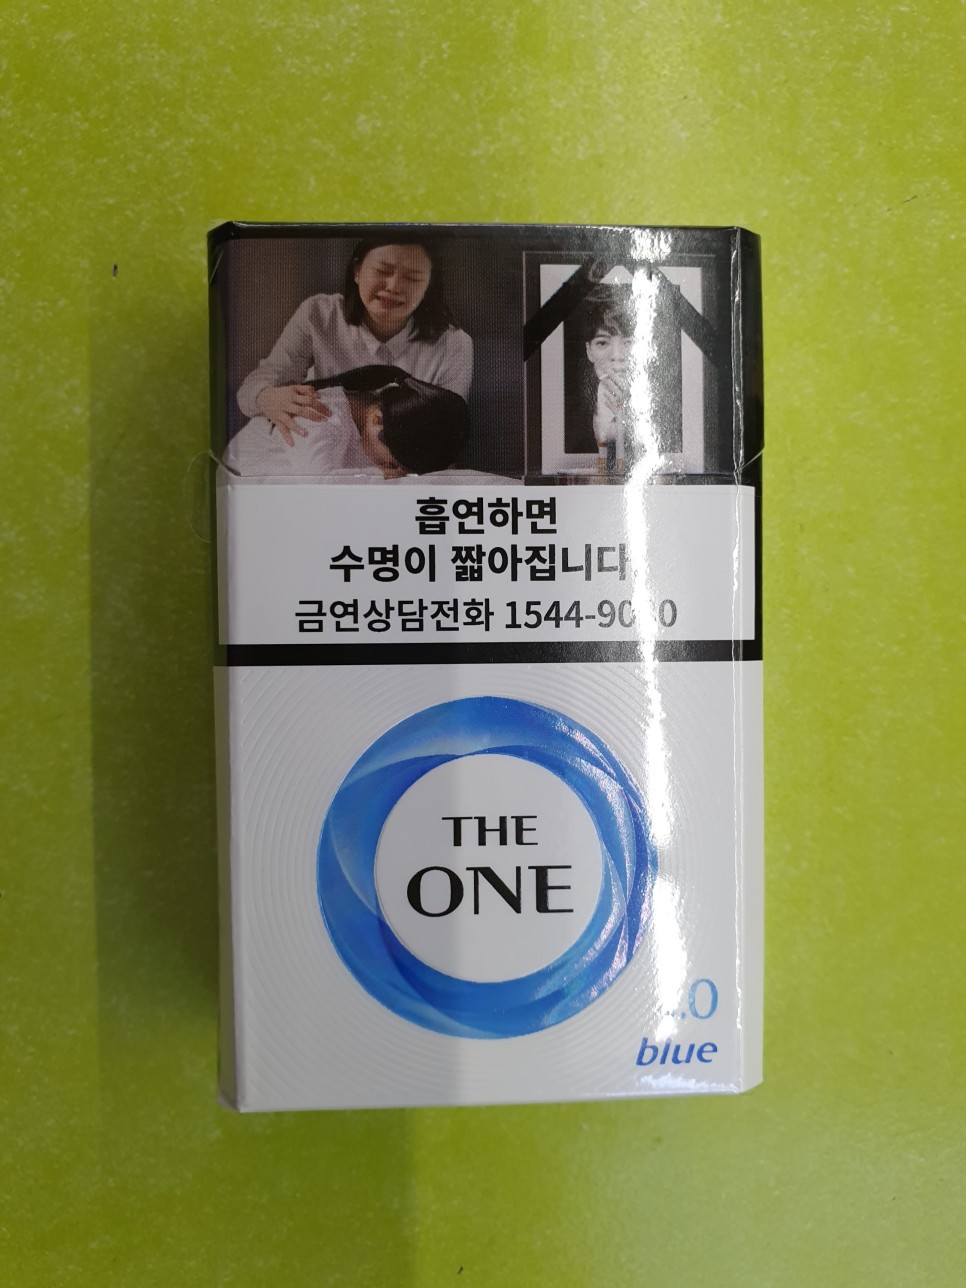 흡연하면
수명이 짧아집니다
금연상담전화
THE
ONE
blue